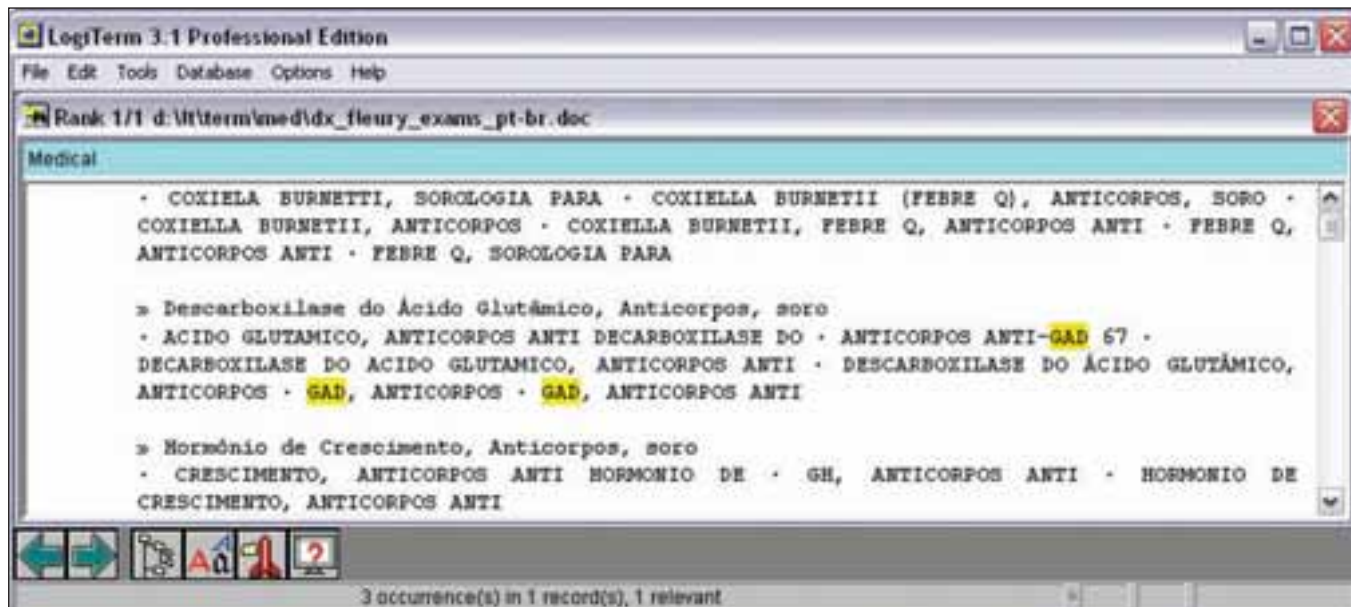 LogiTerm 3.1 Professional Edition
File Edit Tools Database Options Help
Rank 1/1 d:\lt\term\med\dx_fleury_exams_pt-br.doc
Medical
· COXIELA BURNETTI, SOROLOGIA PARA · COXIELLA BURNETII (FEBRE Q), ANTICORPOS, SORO ·
COXIELLA BURNETII, ANTICORPOS · COXIELLA BURNETII, FEBRE Q, ANTICORPOS ANTI · FEBRE Q,
ANTICORPOS ANTI · FEBRE Q, SOROLOGIA PARA
» Descarboxilase do Ácido Glutâmico, Anticorpos, soro
· ACIDO GLUTAMICO, ANTICORPOS ANTI DECARBOXILASE DO · ANTICORPOS ANTI-GAD 67 ·
DECARBOXILASE DO ACIDO GLUTAMICO, ANTICORPOS ANTI · DESCARBOXILASE DO ÁCIDO GLUTÂMICO,
ANTICORPOS · GAD, ANTICORPOS · GAD, ANTICORPOS ANTI
» Hormônio de Crescimento, Anticorpos, soro
· CRESCIMENTO, ANTICORPOS ANTI HORMONIO DE · GH, ANTICORPOS ANTI · HORMONIO DE
CRESCIMENTO, ANTICORPOS ANTI
3 occurrence(s) in 1 record(s), 1 relevant